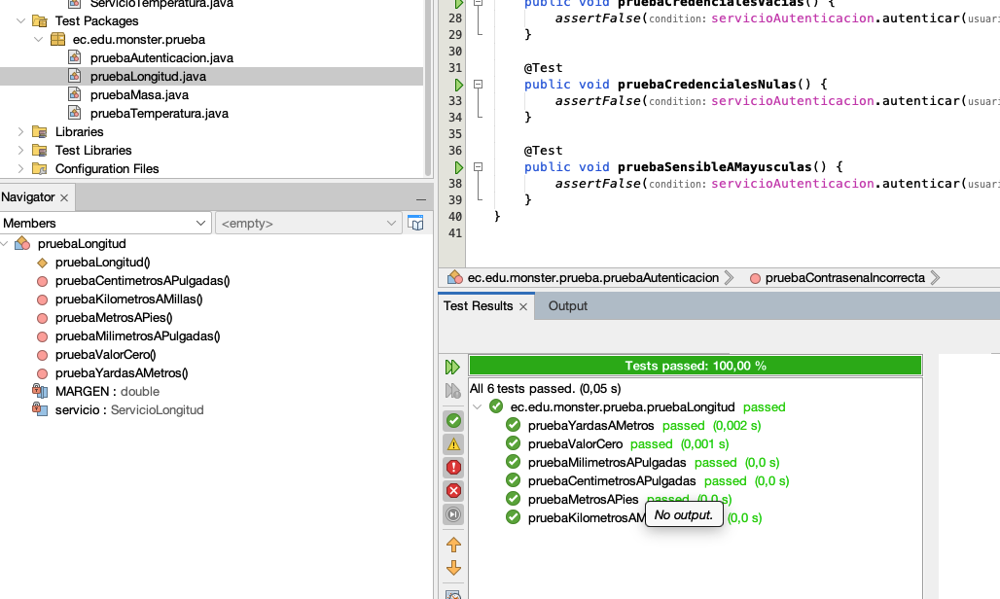 ServicioTemperatura.java
Test Packages
ec.edu.monster.prueba
pruebaAutenticacion.java
pruebaLongitud.java
pruebaMasa.java
pruebaTemperatura.java
Libraries
Test Libraries
Configuration Files
Navigator ×
Members
<empty>
pruebaLongitud
pruebaLongitud()
pruebaCentimetrosAPulgadas()
pruebaKilometrosAMillas()
pruebaMetrosAPies()
pruebaMilimetrosAPulgadas()
pruebaValorCero()
pruebaYardasAMetros()
MARGEN : double
servicio : ServicioLongitud
public void pruebaCredencialesVacias() {
28 assertFalse(condition: servicioAutenticacion.autenticar(usuari
29 }
30
31 @Test
public void pruebaCredencialesNulas() {
33 assertFalse(condition: servicioAutenticacion.autenticar(usuari
34 }
35
36 @Test
public void pruebaSensibleAMayusculas() {
38 assertFalse(condition: servicioAutenticacion.autenticar(usuari
39 }
40 }
41
ec.edu.monster.prueba.pruebaAutenticacion
pruebaContrasenaIncorrecta
Test Results ×
Output
Tests passed: 100,00 %
All 6 tests passed. (0,05 s)
ec.edu.monster.prueba.pruebaLongitud passed
pruebaYardasAMetros passed (0,002 s)
pruebaValorCero passed (0,001 s)
pruebaMilimetrosAPulgadas passed (0,0 s)
pruebaCentimetrosAPulgadas passed (0,0 s)
pruebaMetrosAPies passed (0,0 s)
pruebaKilometrosAM (0,0 s)
No output.